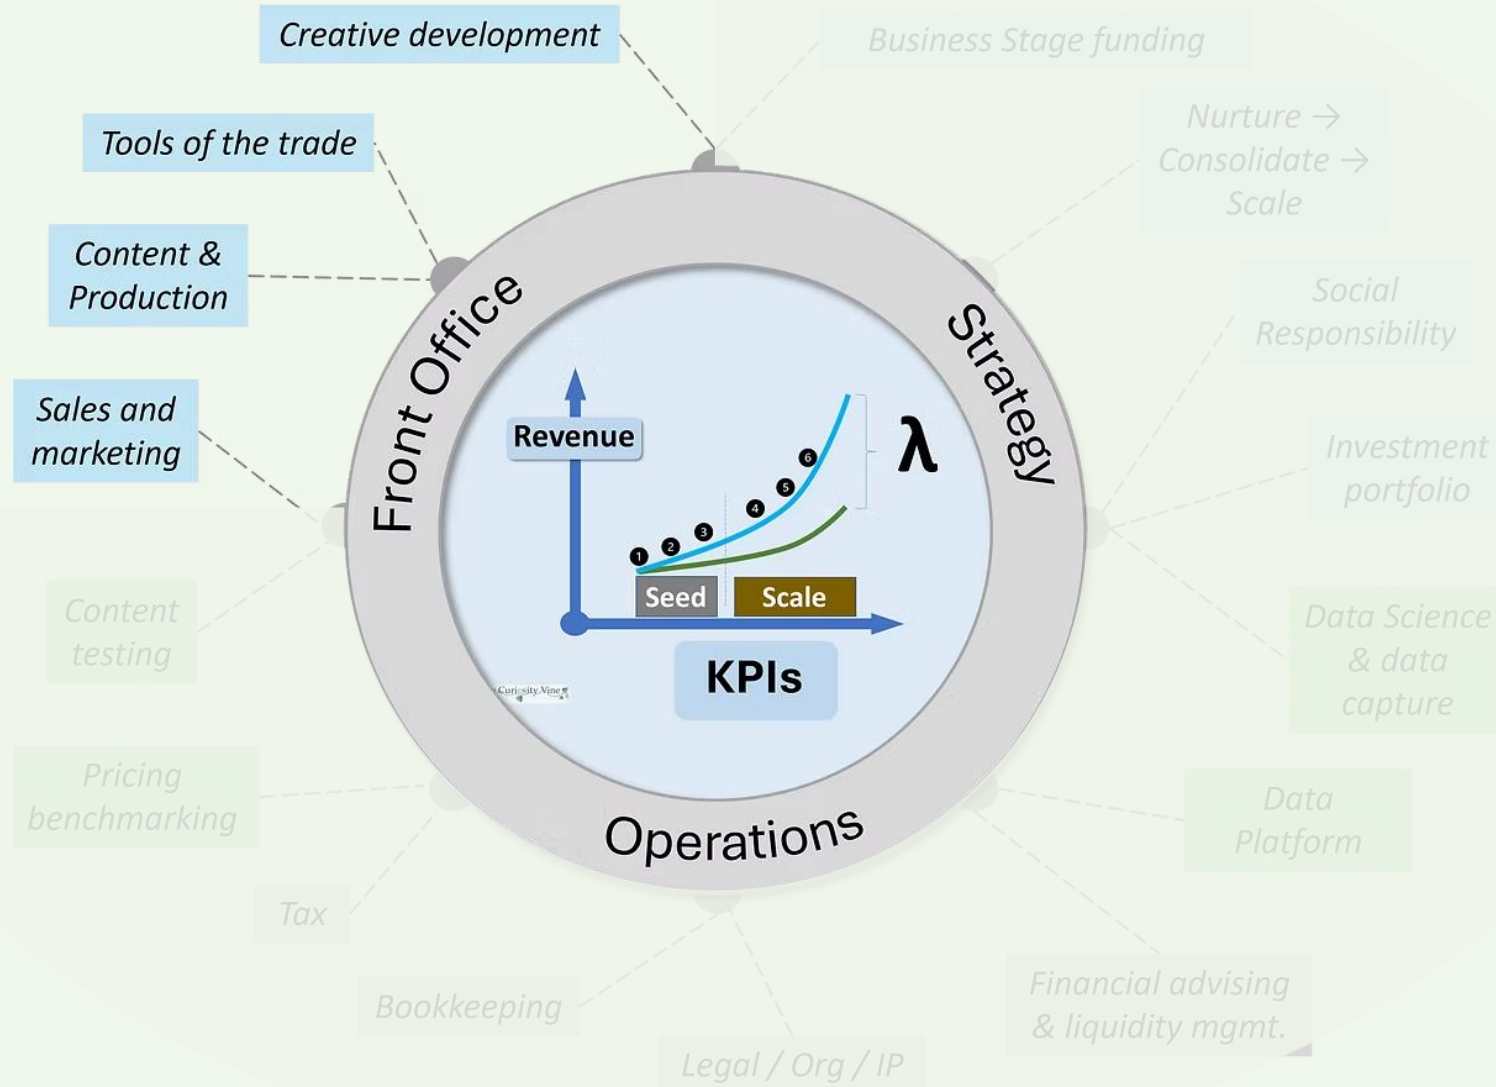 Creative development
Business Stage funding
Tools of the trade
Nurture →
Consolidate →
Scale
Content &
Production
Social
Responsibility
Sales and
marketing
Investment
portfolio
Front Office
Strategy
Operations
Revenue
λ
6
5
4
3
2
1
Seed
Scale
KPIs
Curiosity Vine
Content
testing
Data Science
& data
capture
Pricing
benchmarking
Data
Platform
Tax
Bookkeeping
Financial advising
& liquidity mgmt.
Legal / Org / IP